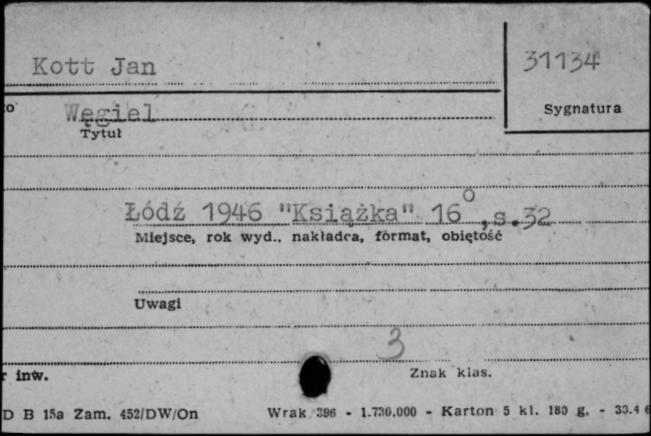 Kott Jan
31134
Sygnatura
Węgiel
Tytuł
Łódź 1946 "Książka" 16°, s.32
Miejsce, rok wyd., nakładca, format, objętość
Uwagi
3
r inw.
Znak klas.
D B 15a Zam. 452/DW/On Wrak 396 - 1.730.000 - Karton 5 kl. 180 g. - 30.4 6